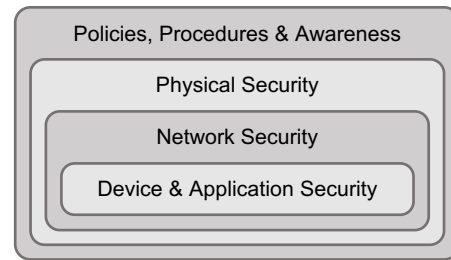 Policies, Procedures & Awareness
Physical Security
Network Security
Device & Application Security